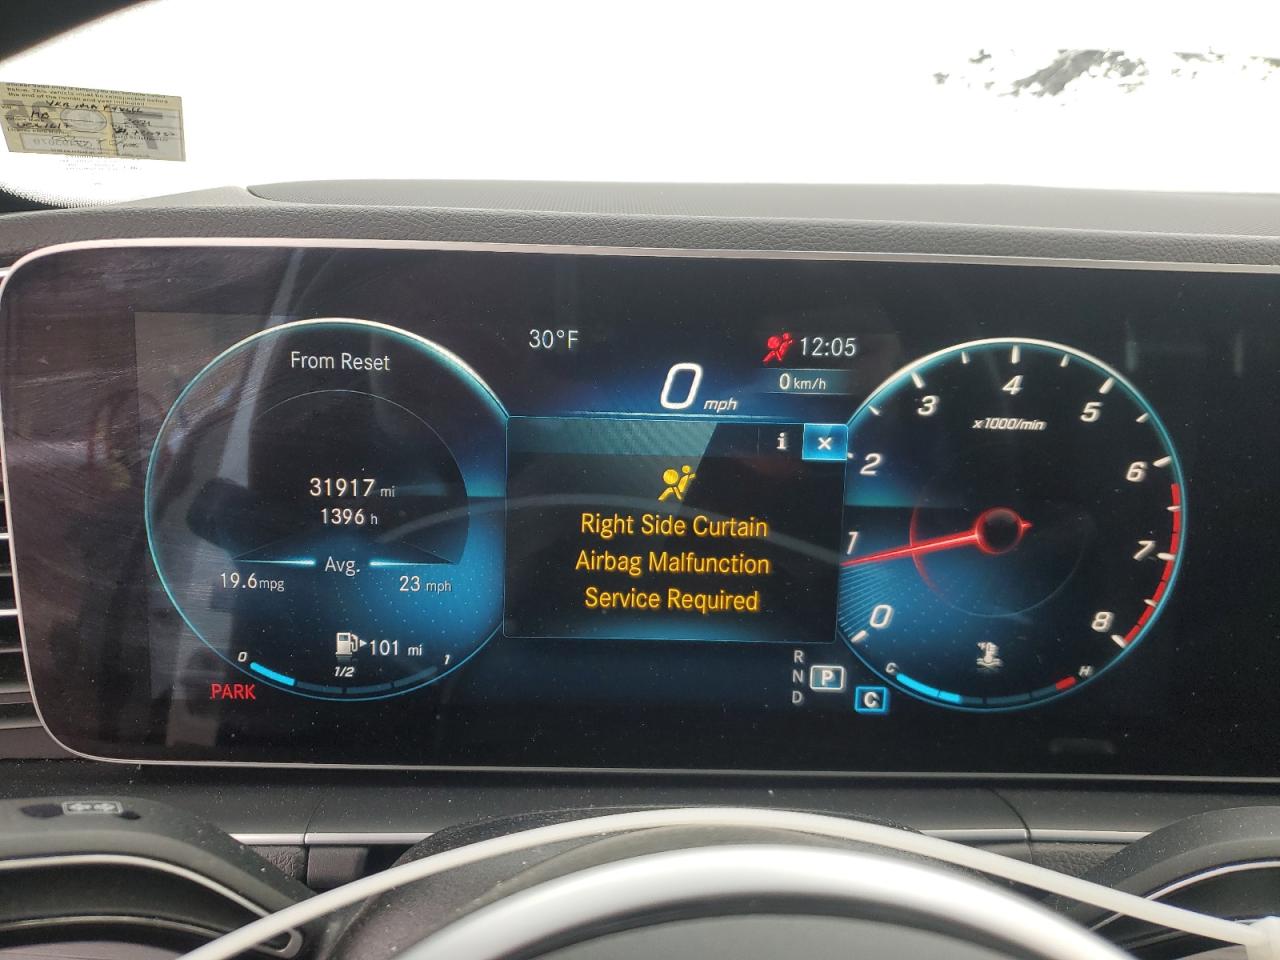 30°F
12:05
0 km/h
0 mph
From Reset
31917 mi
1396 h
Avg.
19.6 mpg
23 mph
101 mi
0
1/2
1
PARK
i ×
Right Side Curtain
Airbag Malfunction
Service Required
R
N P
D
C
x1000/min
0
1
2
3
4
5
6
7
8
C
H